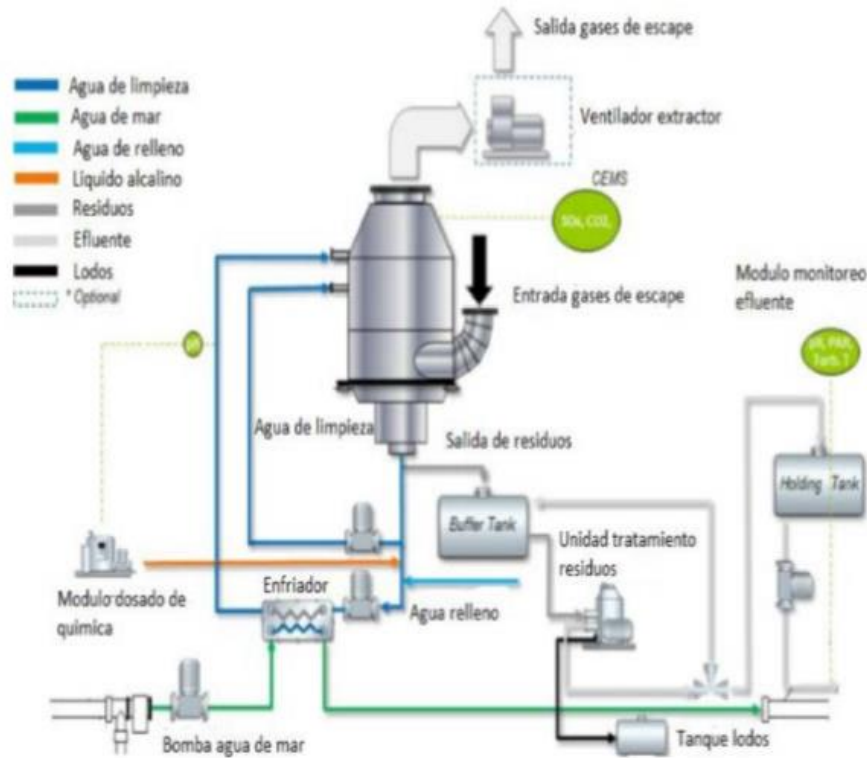 Salida gases de escape
Agua de limpieza
Agua de mar
Agua de relleno
Liquido alcalino
Residuos
Efluente
Lodos
* Optional
Ventilador extractor
CEMS
SOx, CO2,
Entrada gases de escape
Modulo monitoreo
efluente
pH, PAH,
Turb. T
pH
Agua de limpieza
Salida de residuos
Buffer Tank
Holding Tank
Unidad tratamiento
residuos
Enfriador
Modulo dosado de
quimica
Agua relleno
Bomba agua de mar
Tanque lodos